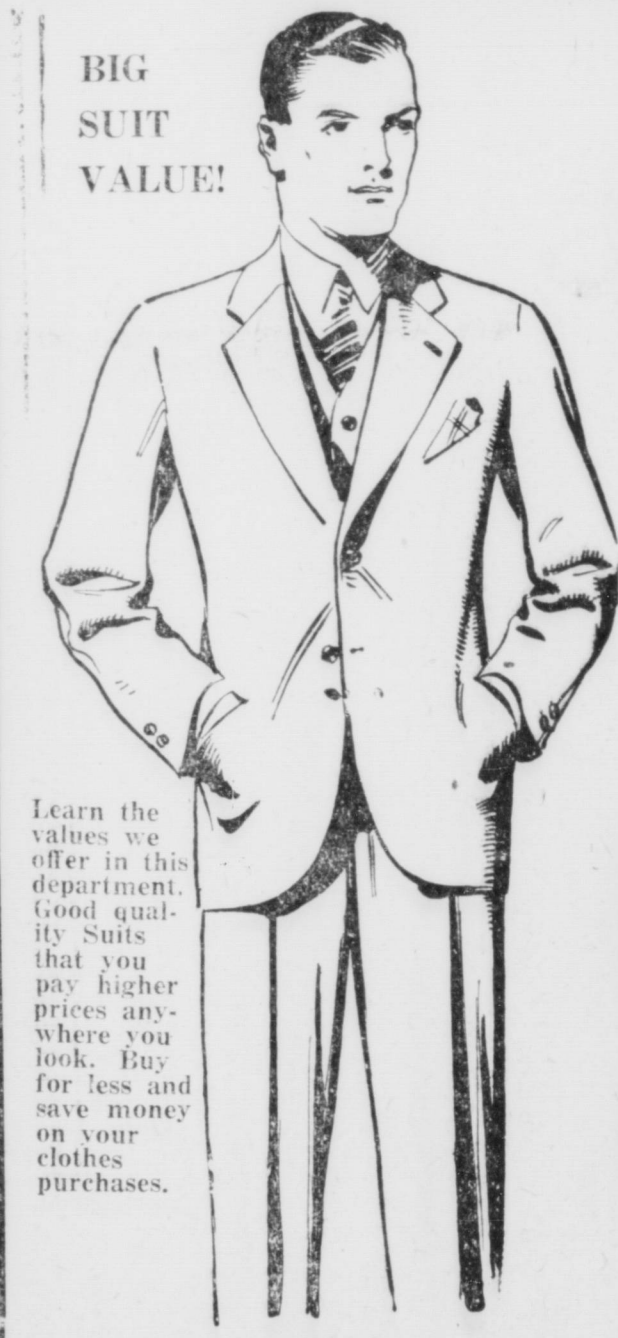 BIG
SUIT
VALUE!
Learn the
values we
offer in this
department.
Good qual-
ity Suits
that you
pay higher
prices any-
where you
look. Buy
for less and
save money
on your
clothes
purchases.